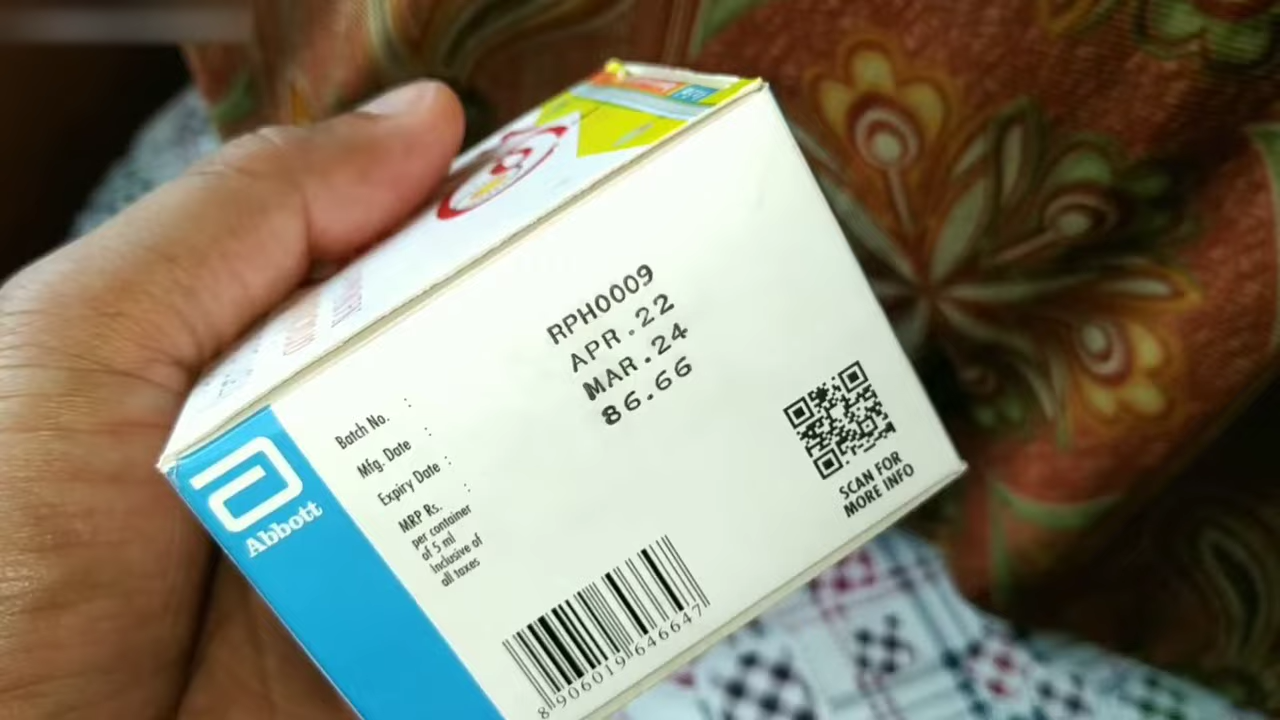 RPH0009
APR.22
MAR.24
86.66
Batch No. :
Mfg. Date :
Expiry Date :
MRP Rs. :
per container
of 5 ml
Inclusive of
all taxes
Abbott
SCAN FOR
MORE INFO
8 906019 646647